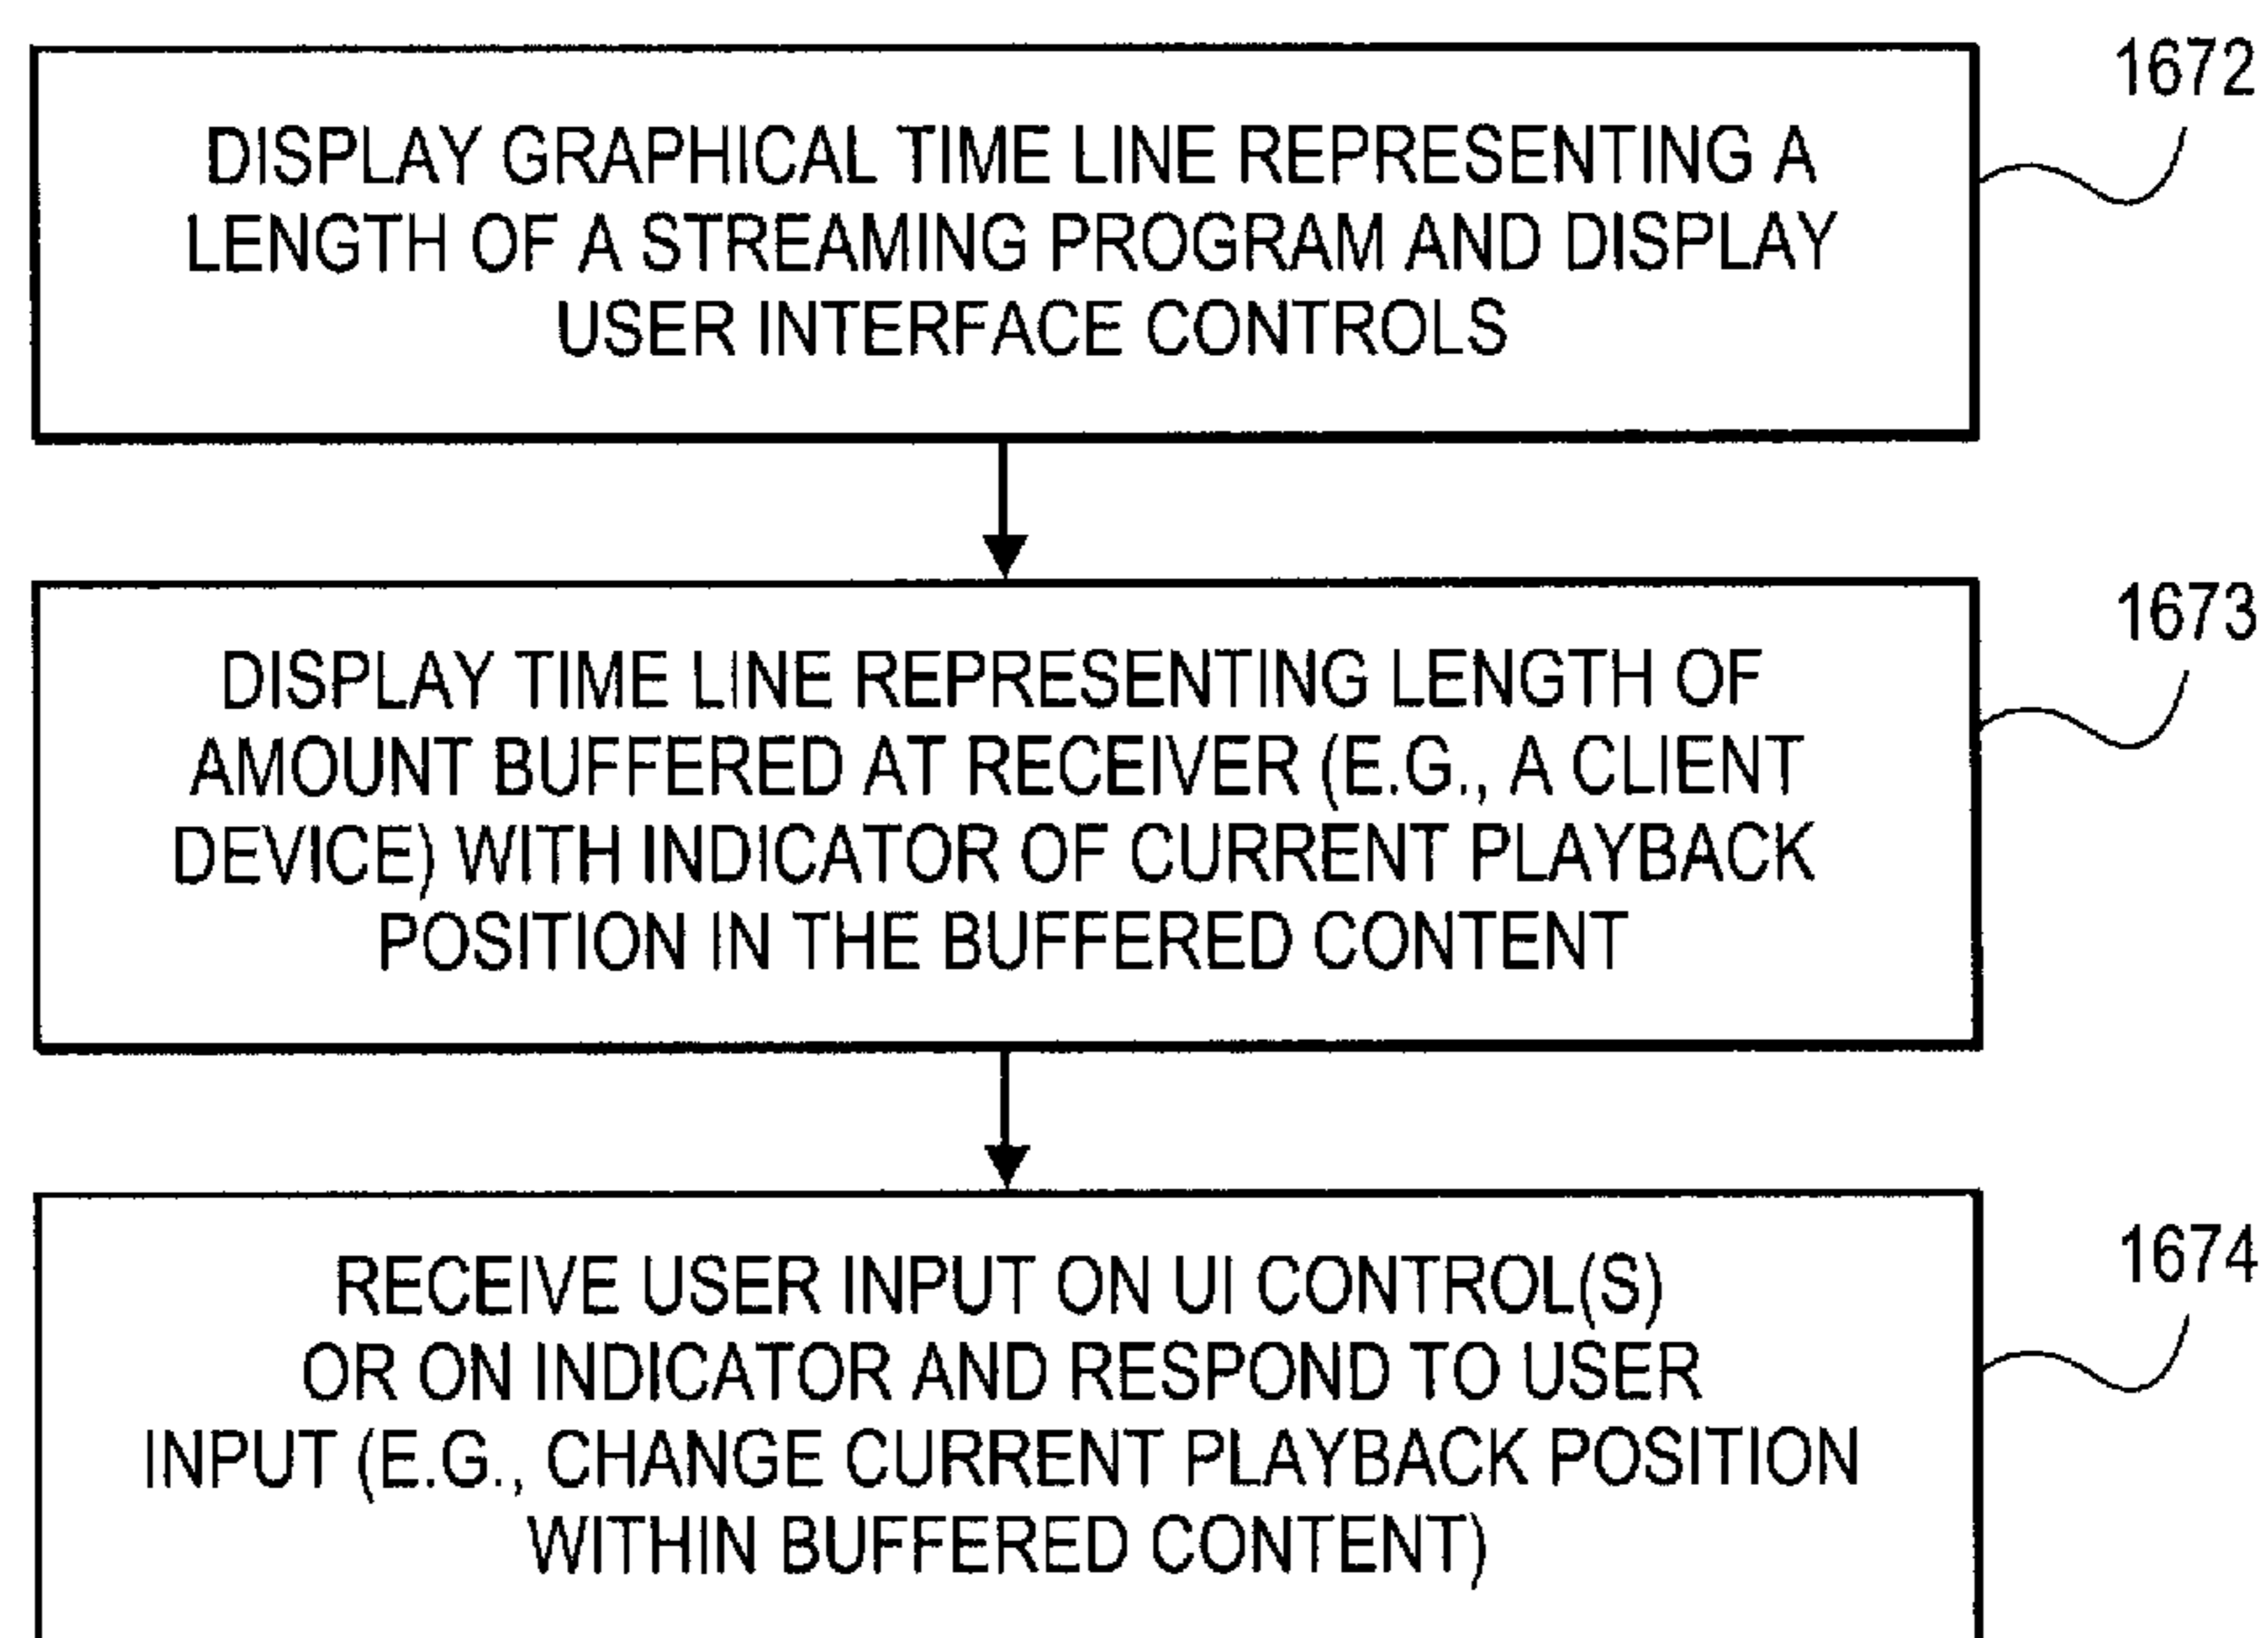 1672
DISPLAY GRAPHICAL TIME LINE REPRESENTING A
LENGTH OF A STREAMING PROGRAM AND DISPLAY
USER INTERFACE CONTROLS
1673
DISPLAY TIME LINE REPRESENTING LENGTH OF
AMOUNT BUFFERED AT RECEIVER (E.G., A CLIENT
DEVICE) WITH INDICATOR OF CURRENT PLAYBACK
POSITION IN THE BUFFERED CONTENT
1674
RECEIVE USER INPUT ON UI CONTROL(S)
OR ON INDICATOR AND RESPOND TO USER
INPUT (E.G., CHANGE CURRENT PLAYBACK POSITION
WITHIN BUFFERED CONTENT)